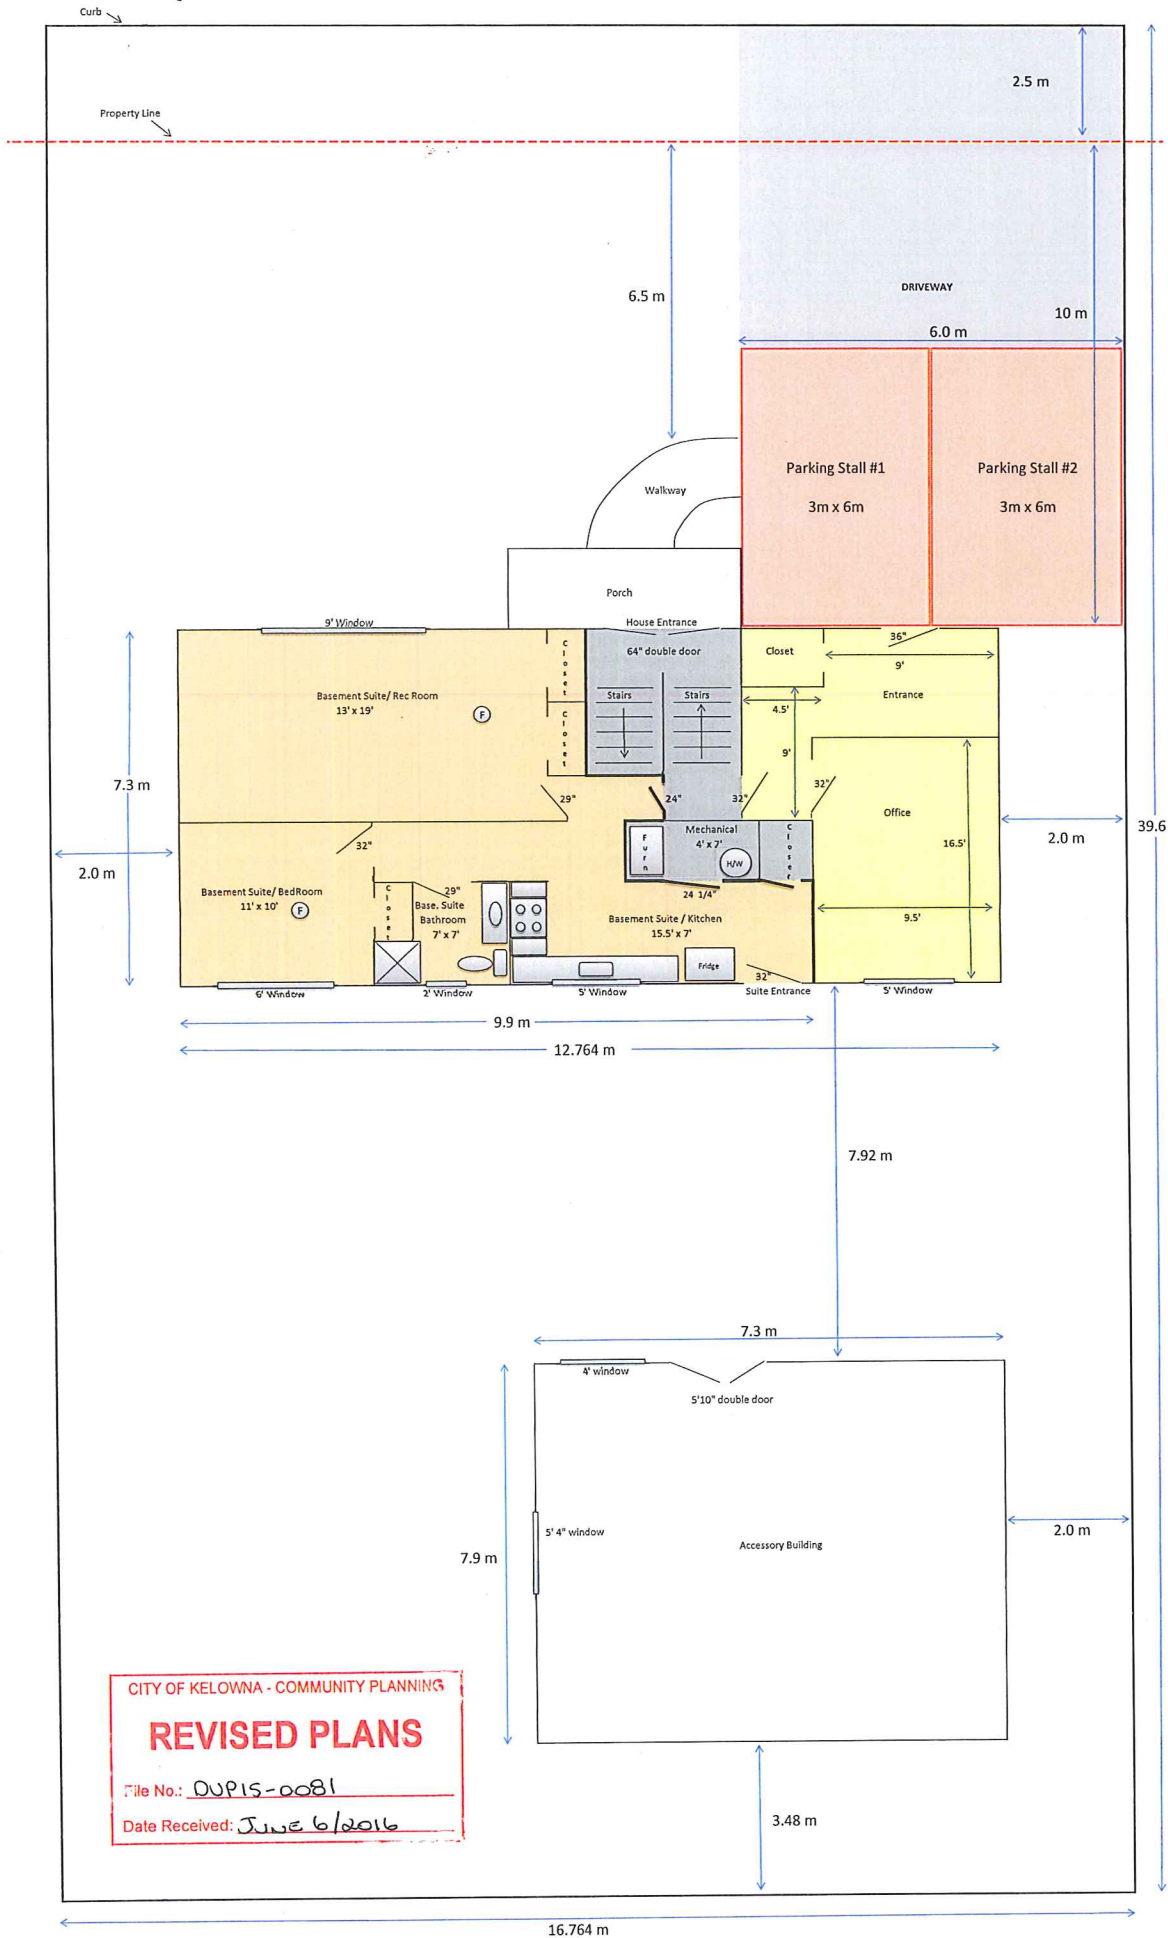 Curb
2.5 m
Property Line
6.5 m
DRIVEWAY
10 m
6.0 m
Parking Stall #1
3m x 6m
Parking Stall #2
3m x 6m
Walkway
Porch
9' Window
House Entrance
64" double door
Closet
36"
9'
Closet
Closet
Basement Suite/ Rec Room
13' x 19'
F
Stairs
Stairs
4.5'
Entrance
9'
7.3 m
29"
24"
32"
32"
Office
16.5'
2.0 m
39.6
Mechanical
4' x 7'
Furn
H/W
Closet
32"
2.0 m
Basement Suite/ BedRoom
11' x 10'
F
Closet
29"
Base. Suite
Bathroom
7' x 7'
24 1/4"
Basement Suite / Kitchen
15.5' x 7'
9.5'
Fridge
32"
6' Window
2' Window
5' Window
Suite Entrance
5' Window
9.9 m
12.764 m
7.92 m
7.3 m
4' window
5'10" double door
5' 4" window
7.9 m
Accessory Building
2.0 m
CITY OF KELOWNA - COMMUNITY PLANNING
REVISED PLANS
File No.: DUP15-0081
Date Received: JUNE 6/2016
3.48 m
16.764 m